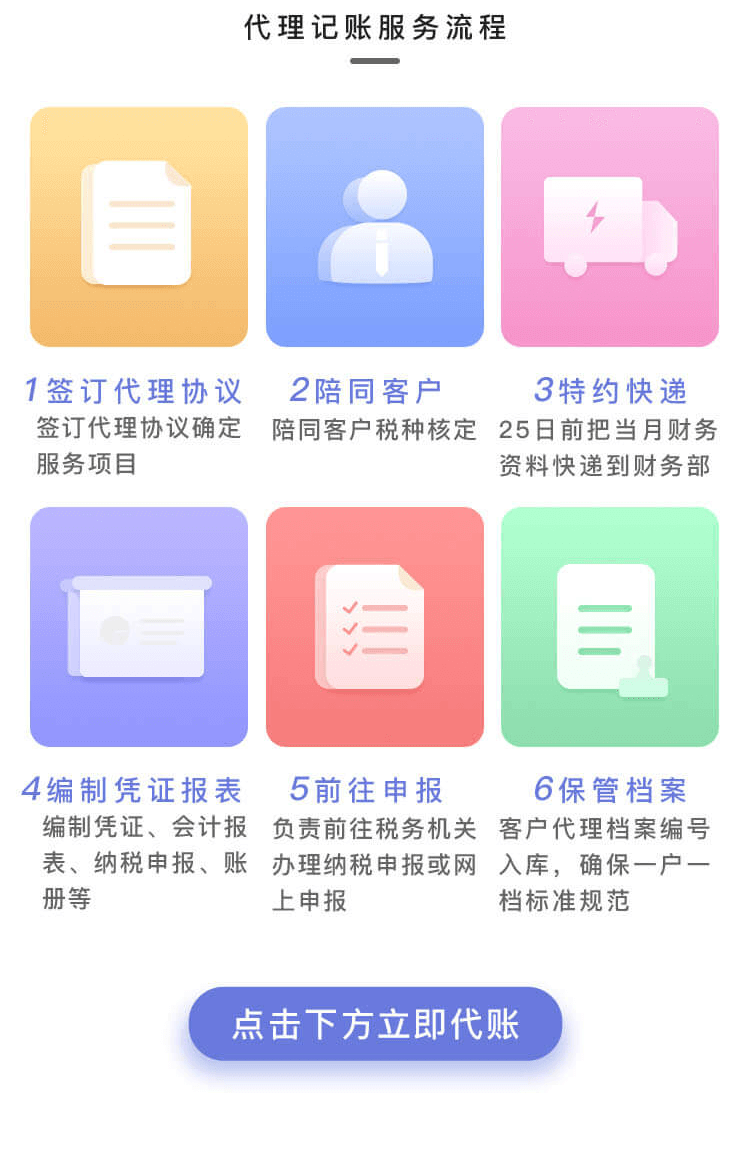 代理记账服务流程
1签订代理协议
签订代理协议确定
服务项目
2陪同客户
陪同客户税种核定
3特约快递
25日前把当月财务
资料快递到财务部
4编制凭证报表
编制凭证、会计报
表、纳税申报、账
册等
5前往申报
负责前往税务机关
办理纳税申报或网
上申报
6保管档案
客户代理档案编号
入库，确保一户一
档标准规范
点击下方立即代账